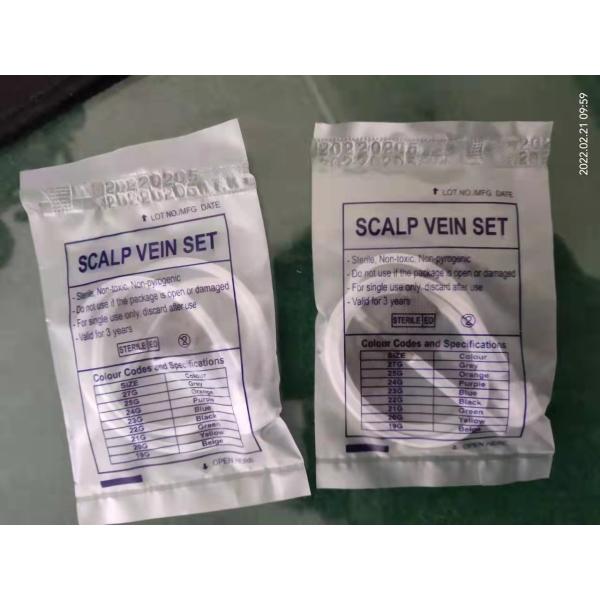 20220205
20220205
↑ LOT NO./MFG. DATE
SCALP VEIN SET
- Sterile, Non-toxic, Non-pyrogenic
- Do not use if the package is open or damaged
- For single use only, discard after use
- Valid for 3 years
STERILE EO
Colour Codes and Specifications
SIZE Colour
27G Grey
25G Orange
24G Purple
23G Blue
22G Black
21G Green
20G Yellow
19G Beige
↓ OPEN HERE
20220205
↑ LOT NO./MFG DATE
SCALP VEIN SET
- Sterile, Non-toxic, Non-pyrogenic
- Do not use if the package is open or damaged
- For single use only, discard after use
- Valid for 3 years
STERILE EO
Colour Codes and Specifications
SIZE Colour
27G Grey
25G Orange
24G Purple
23G Blue
22G Black
21G Green
20G Yellow
19G Beige
↓ OPEN HERE
2022.02.21 09:59